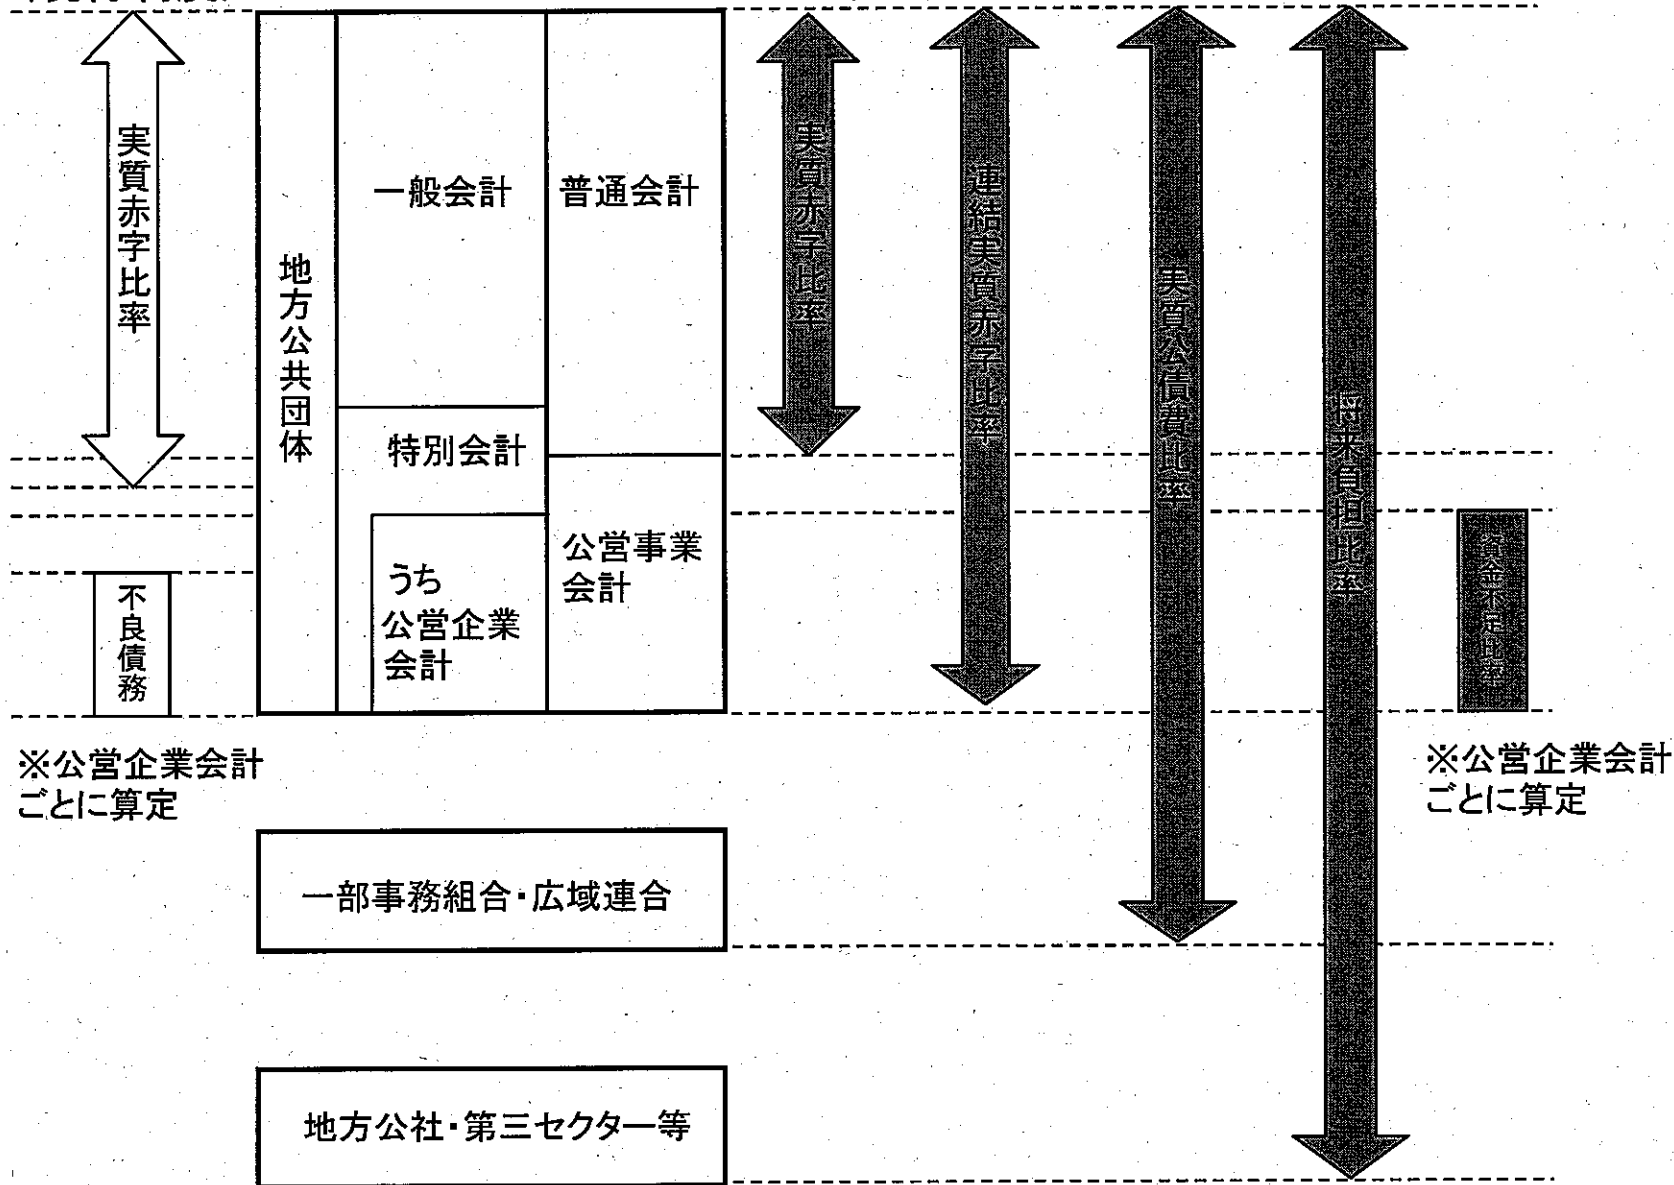 実質赤字比率
不良債務
※公営企業会計
ごとに算定
地方公共団体
一般会計
普通会計
特別会計
うち
公営企業
会計
公営事業
会計
一部事務組合・広域連合
地方公社・第三セクター等
実質赤字比率
連結実質赤字比率
実質公債費比率
将来負担比率
資金不足比率
※公営企業会計
ごとに算定